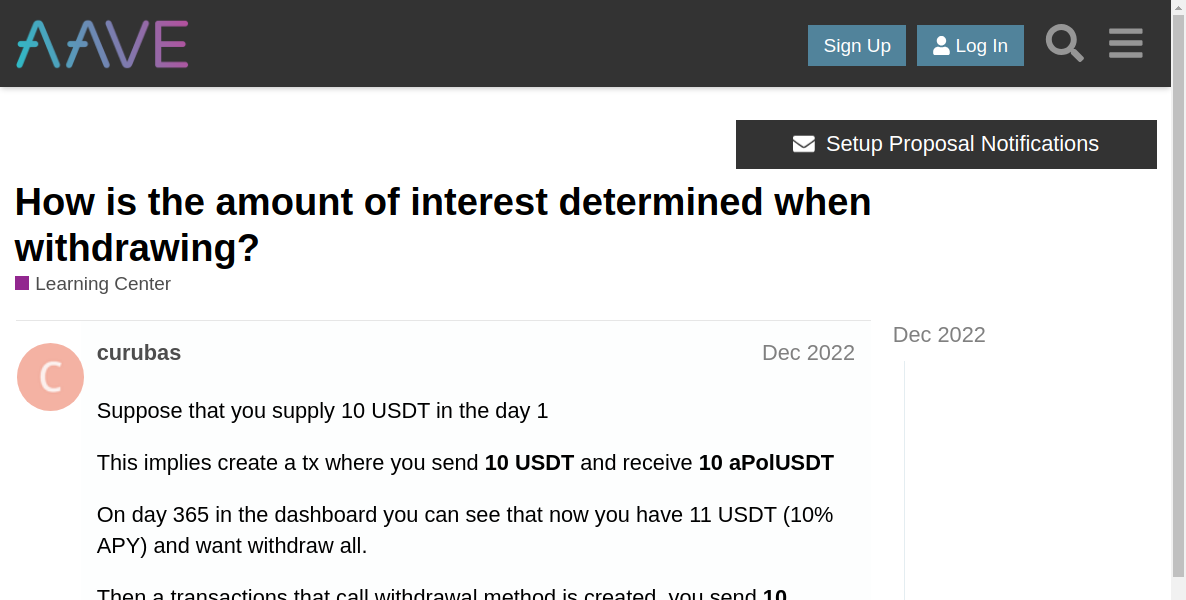 AAVE
Sign Up
Log In
Setup Proposal Notifications
How is the amount of interest determined when
withdrawing?
Learning Center
C
curubas
Dec 2022
Dec 2022
Suppose that you supply 10 USDT in the day 1
This implies create a tx where you send 10 USDT and receive 10 aPolUSDT
On day 365 in the dashboard you can see that now you have 11 USDT (10%
APY) and want withdraw all.
Then a transactions that call withdrawal method is created, you send 10